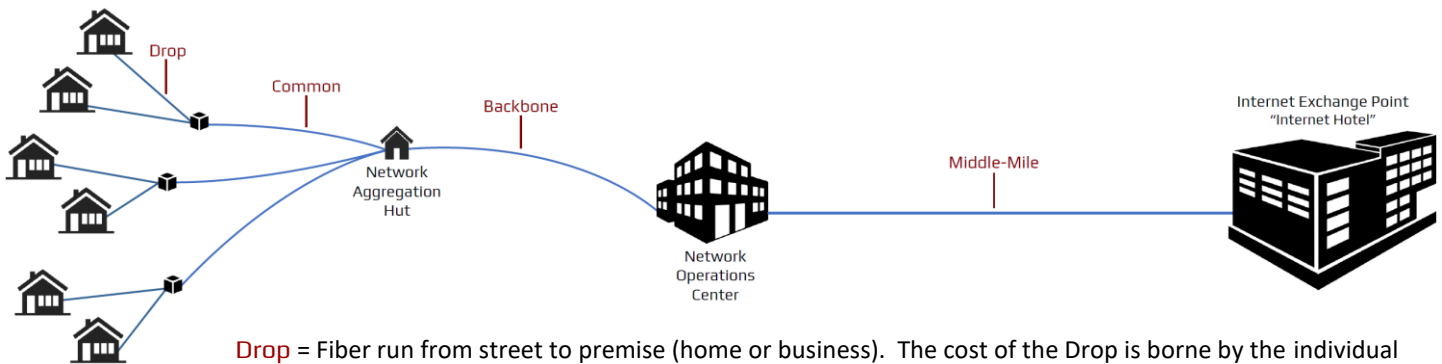 Drop
Common
Backbone
Internet Exchange Point
“Internet Hotel”
Middle-Mile
Network
Aggregation
Hut
Network
Operations
Center
Drop = Fiber run from street to premise (home or business).  The cost of the Drop is borne by the individual